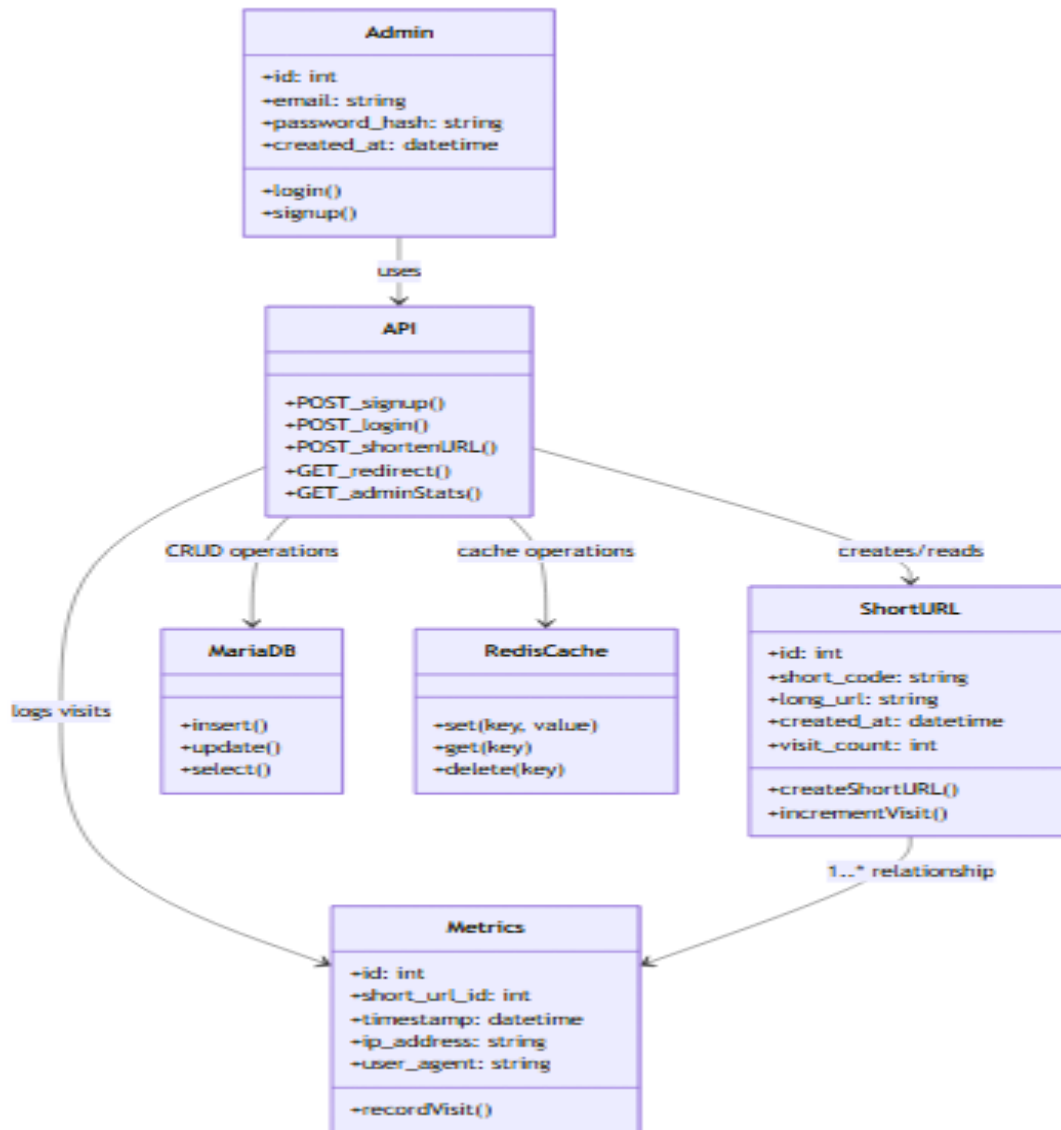 Admin
+id: int
+email: string
+password_hash: string
+created_at: datetime
+login()
+signup()
uses
API
+POST_signup()
+POST_login()
+POST_shortenURL()
+GET_redirect()
+GET_adminStats()
CRUD operations
cache operations
creates/reads
MariaDB
+insert()
+update()
+select()
RedisCache
+set(key, value)
+get(key)
+delete(key)
ShortURL
+id: int
+short_code: string
+long_url: string
+created_at: datetime
+visit_count: int
+createShortURL()
+incrementVisit()
logs visits
1..* relationship
Metrics
+id: int
+short_url_id: int
+timestamp: datetime
+ip_address: string
+user_agent: string
+recordVisit()